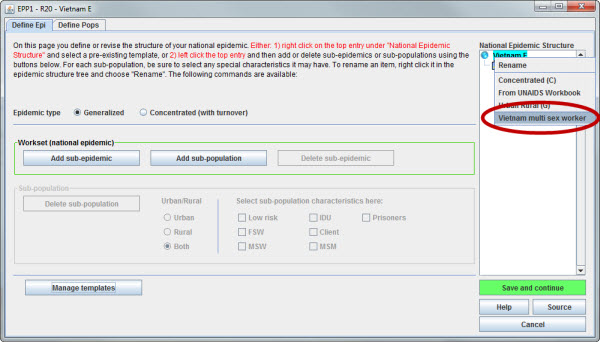 EPP1 - R20 - Vietnam E
Define Epi
Define Pops
On this page you define or revise the structure of your national epidemic. Either: 1) right click on the top entry under "National Epidemic
Structure" and select a pre-existing template, or 2) left click the top entry and then add or delete sub-epidemics or sub-populations using the
buttons below. For each sub-population, be sure to select any special characteristics it may have. To rename an item, right click it in the
epidemic structure tree and choose "Rename". The following commands are available:
Epidemic type
Generalized
Concentrated (with turnover)
Workset (national epidemic)
Add sub-epidemic
Add sub-population
Delete sub-epidemic
Sub-population
Delete sub-population
Urban/Rural
Urban
Rural
Both
Select sub-population characteristics here:
Low risk
IDU
Prisoners
FSW
Client
MSW
MSM
Manage templates
National Epidemic Structure
Vietnam E
Rename
Concentrated (C)
From UNAIDS Workbook
Urban Rural (G)
Vietnam multi sex worker
Save and continue
Help
Source
Cancel